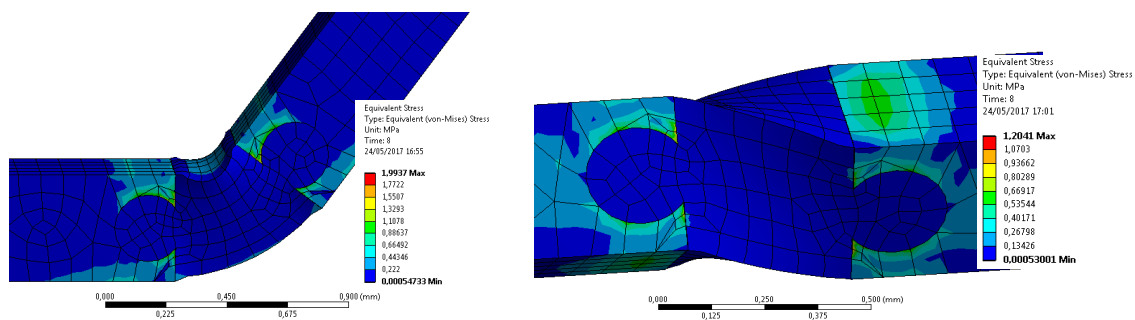 Equivalent Stress
Type: Equivalent (von-Mises) Stress
Unit: MPa
Time: 8
24/05/2017 16:55
1,9937 Max
1,7722
1,5507
1,3293
1,1078
0,88637
0,66492
0,44346
0,222
0,00054733 Min
0,000 0,450 0,900 (mm)
0,225 0,675
Equivalent Stress
Type: Equivalent (von-Mises) Stress
Unit: MPa
Time: 8
24/05/2017 17:01
1,2041 Max
1,0703
0,93662
0,80289
0,66917
0,53544
0,40171
0,26798
0,13426
0,00053001 Min
0,000 0,250 0,500 (mm)
0,125 0,375